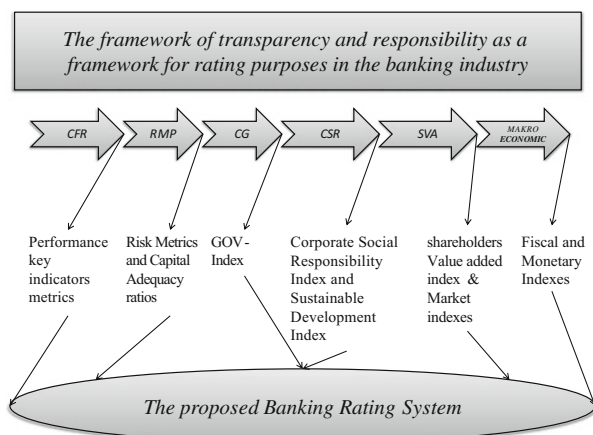 The framework of transparency and responsibility as a
framework for rating purposes in the banking industry
CFR
RMP
CG
CSR
SVA
MAKRO
ECONOMIC
Performance
key
indicators
metrics
Risk Metrics
and Capital
Adequacy
ratios
GOV -
Index
Corporate Social
Responsibility
Index and
Sustainable
Development
Index
shareholders
Value added
index &
Market
indexes
Fiscal and
Monetary
Indexes
The proposed Banking Rating System